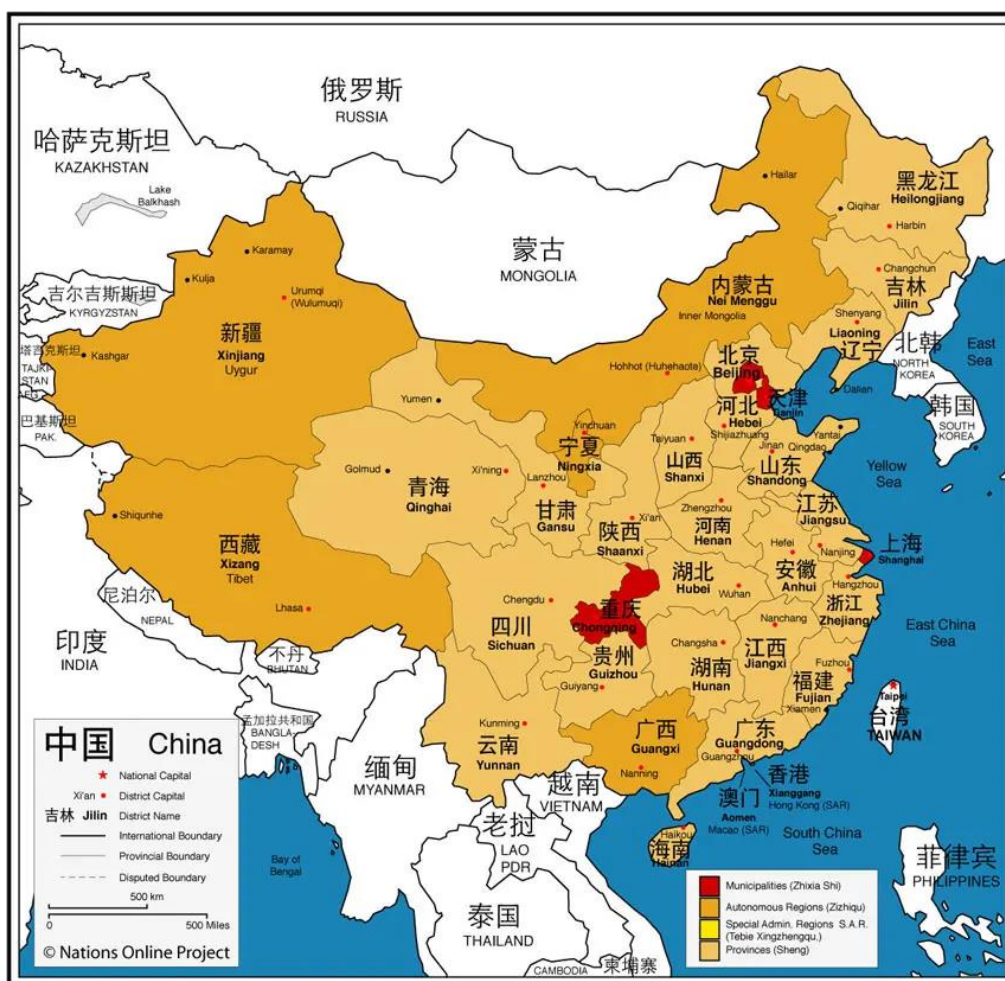 俄罗斯
RUSSIA
哈萨克斯坦
KAZAKHSTAN
Lake
Balkhash
黑龙江
Heilongjiang
Hailar
Qiqihar
Harbin
蒙古
MONGOLIA
Karamay
Kulja
Urumqi
(Wulumuqi)
吉尔吉斯斯坦
KYRGYZSTAN
Changchun
吉林
Jilin
内蒙古
Nei Menggu
Inner Mongolia
Shenyang
Liaoning
辽宁
新疆
Xinjiang
Uygur
塔吉克斯坦
TAJKI-
STAN
Kashgar
北韩
NORTH
KOREA
East
Sea
北京
Beijing
Hohhot (Huhehaote)
Dalian
天津
Tianjin
Yumen
河北
Hebei
韩国
SOUTH
KOREA
巴基斯坦
PAK.
Yinchuan
宁夏
Ningxia
Taiyuan
Shijiazhuang
Yantai
Jinan
Qingdao
山西
Shanxi
山东
Shandong
Yellow
Sea
Golmud
Xi'ning
Lanzhou
青海
Qinghai
甘肃
Gansu
Zhengzhou
河南
Henan
江苏
Jiangsu
Shiqunhe
Xi'an
陕西
Shaanxi
西藏
Xizang
Tibet
Hefei
Nanjing
上海
Shanghai
安徽
Anhui
湖北
Hubei
Wuhan
Hangzhou
浙江
Zhejiang
尼泊尔
NEPAL
Lhasa
Chengdu
重庆
Chongqing
四川
Sichuan
East China
Sea
印度
INDIA
不丹
BHUTAN
Nanchang
Changsha
江西
Jiangxi
贵州
Guizhou
湖南
Hunan
Fuzhou
福建
Fujian
Xiamen
Guiyang
Taipei
台湾
TAIWAN
孟加拉共和国
BANGLA-
DESH
Kunming
云南
Yunnan
广西
Guangxi
Nanning
广东
Guangdong
Guangzhou
缅甸
MYANMAR
越南
VIETNAM
香港
Xianggang
Hong Kong (SAR)
澳门
Aomen
Macao (SAR)
老挝
LAO
PDR
Haikou
海南
Hainan
South China
Sea
菲律宾
PHILIPPINES
Bay of
Bengal
泰国
THAILAND
CAMBODIA 柬埔寨
中国 China
National Capital
Xi'an District Capital
吉林 Jilin District Name
International Boundary
Provincial Boundary
Disputed Boundary
500 km
0 500 Miles
© Nations Online Project
Municipalities (Zhixia Shi)
Autonomous Regions (Zizhiqu)
Special Admin. Regions S.A.R.
(Tebie Xingzhengqu,)
Provinces (Sheng)